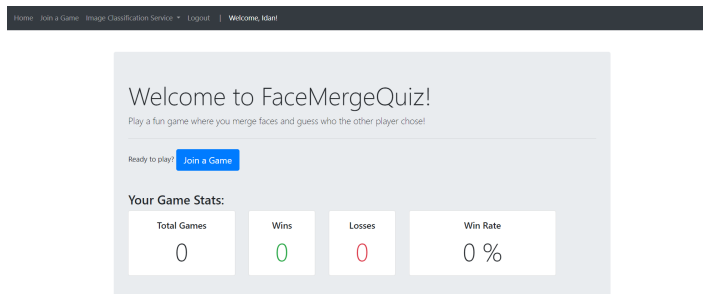 Home Join a Game Image Classification Service Logout | Welcome, Idan!
Welcome to FaceMergeQuiz!
Play a fun game where you merge faces and guess who the other player chose!
Ready to play? Join a Game
Your Game Stats:
Total Games Wins Losses Win Rate
0 0 0 0 %